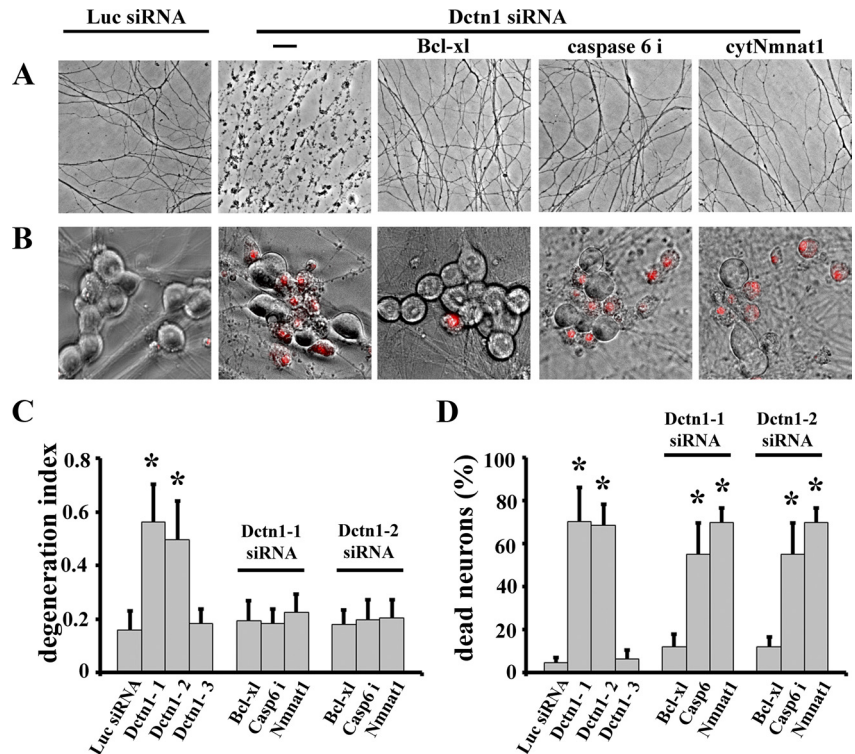 Luc siRNA
Dctn1 siRNA
–
Bcl-xl
caspase 6 i
cytNmnat1
A
B
C
D
degeneration index
0.8
0.6
0.4
0.2
0
*
*
Dctn1-1
siRNA
Dctn1-2
siRNA
Luc siRNA
Dctn1- 1
Dctn1- 2
Dctn1- 3
Bcl-xl
Casp6 i
Nmnat1
Bcl-xl
Casp6 i
Nmnat1
dead neurons (%)
100
80
60
40
20
0
Dctn1-1
siRNA
Dctn1-2
siRNA
*
*
*
*
*
*
Luc siRNA
Dctn1- 1
Dctn1- 2
Dctn1- 3
Bcl-xl
Casp6
Nmnat1
Bcl-xl
Casp6 i
Nmnat1